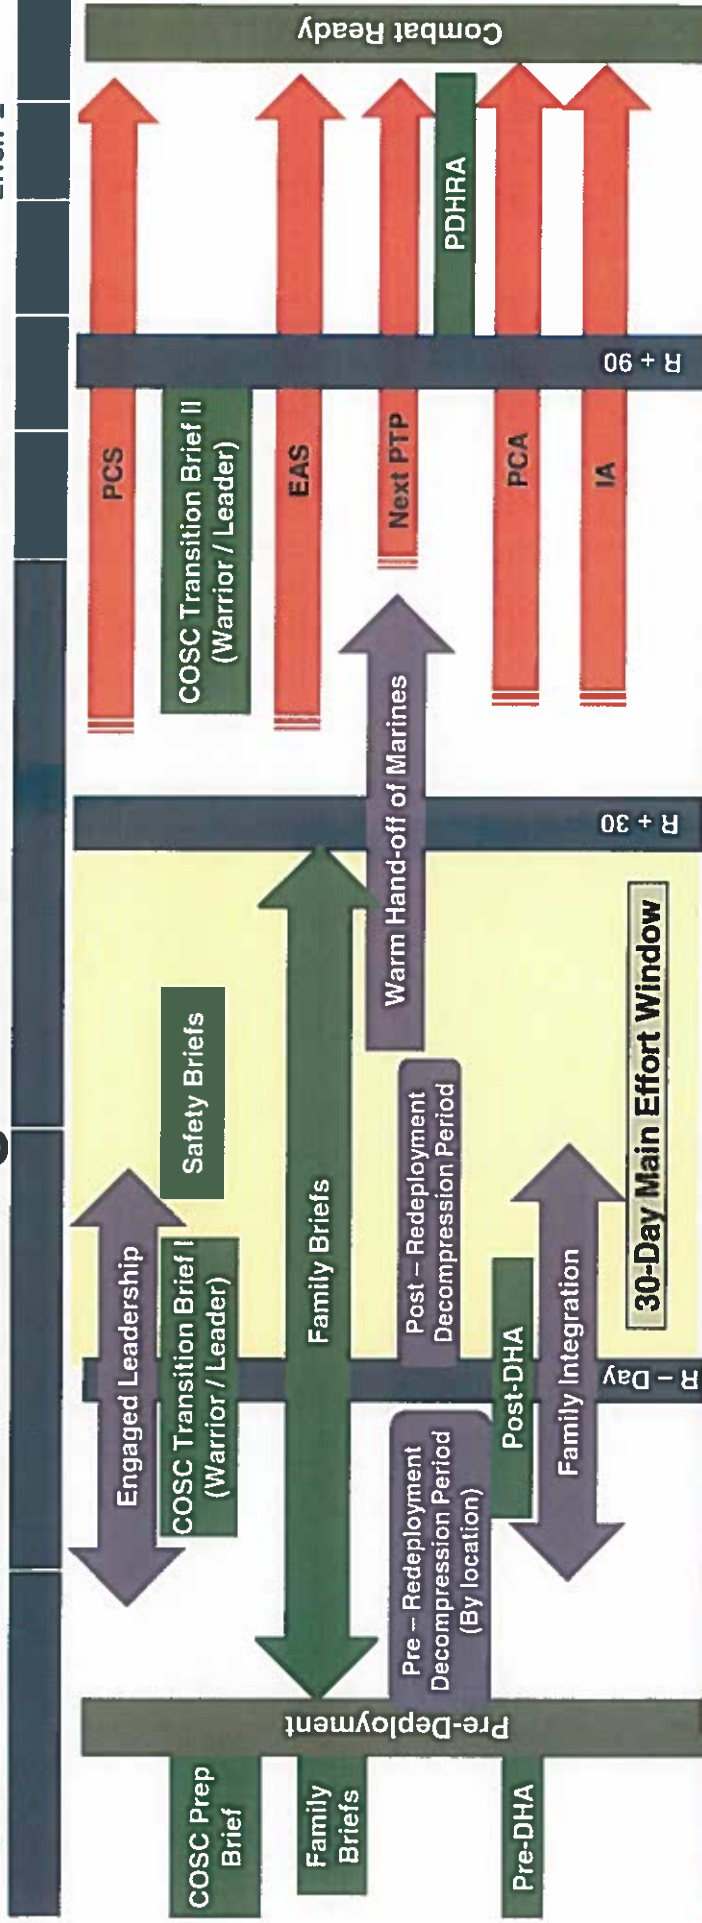 COSC Prep
Brief
Family
Briefs
Pre-DHA
Pre-Deployment
Engaged Leadership
COSC Transition Brief I
(Warrior / Leader)
Safety Briefs
Family Briefs
Pre – Redeployment
Decompression Period
(By location)
Post – Redeployment
Decompression Period
Post-DHA
Family Integration
R – Day
30-Day Main Effort Window
Warm Hand-off of Marines
R + 30
PCS
COSC Transition Brief II
(Warrior / Leader)
EAS
Next PTP
PDHRA
PCA
IA
R + 90
Combat Ready